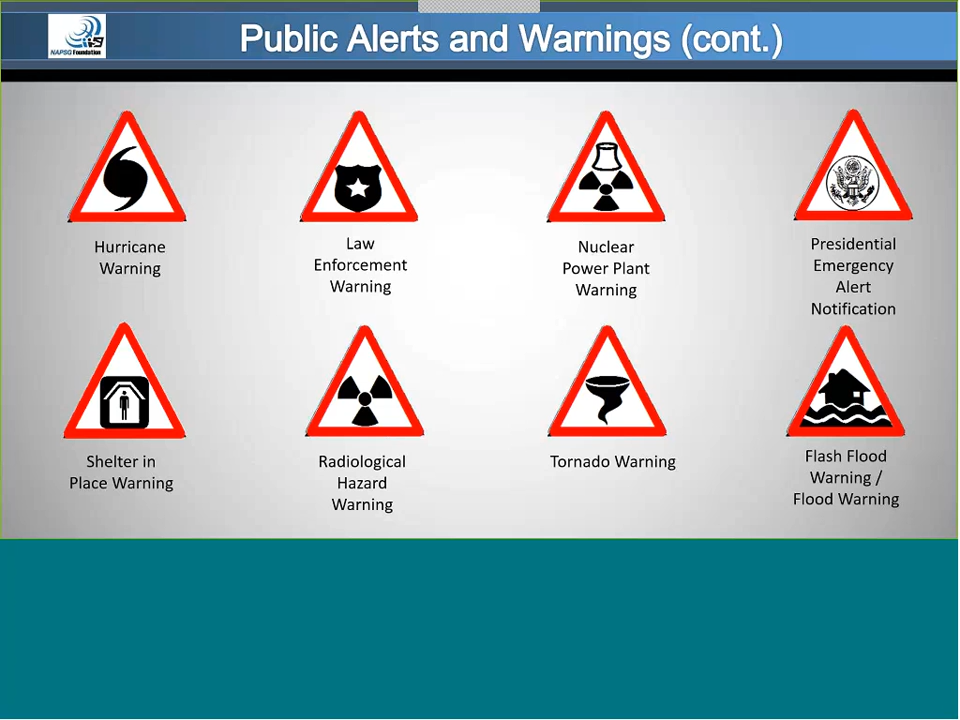 NAPSG Foundation
Public Alerts and Warnings (cont.)
Hurricane
Warning
Law
Enforcement
Warning
Nuclear
Power Plant
Warning
Presidential
Emergency
Alert
Notification
Shelter in
Place Warning
Radiological
Hazard
Warning
Tornado Warning
Flash Flood
Warning /
Flood Warning